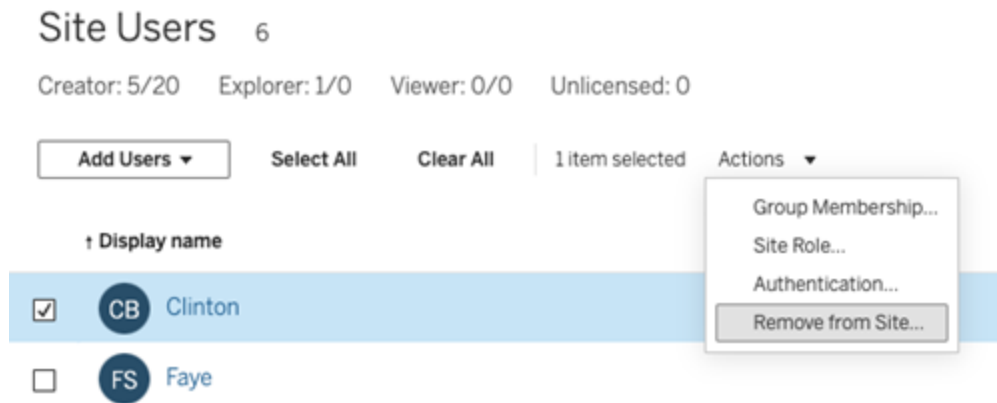 Site Users 6
Creator: 5/20 Explorer: 1/0 Viewer: 0/0 Unlicensed: 0
Add Users Select All Clear All 1 item selected Actions
Group Membership...
Site Role...
Authentication...
Remove from Site...
↑ Display name
CB Clinton
FS Faye